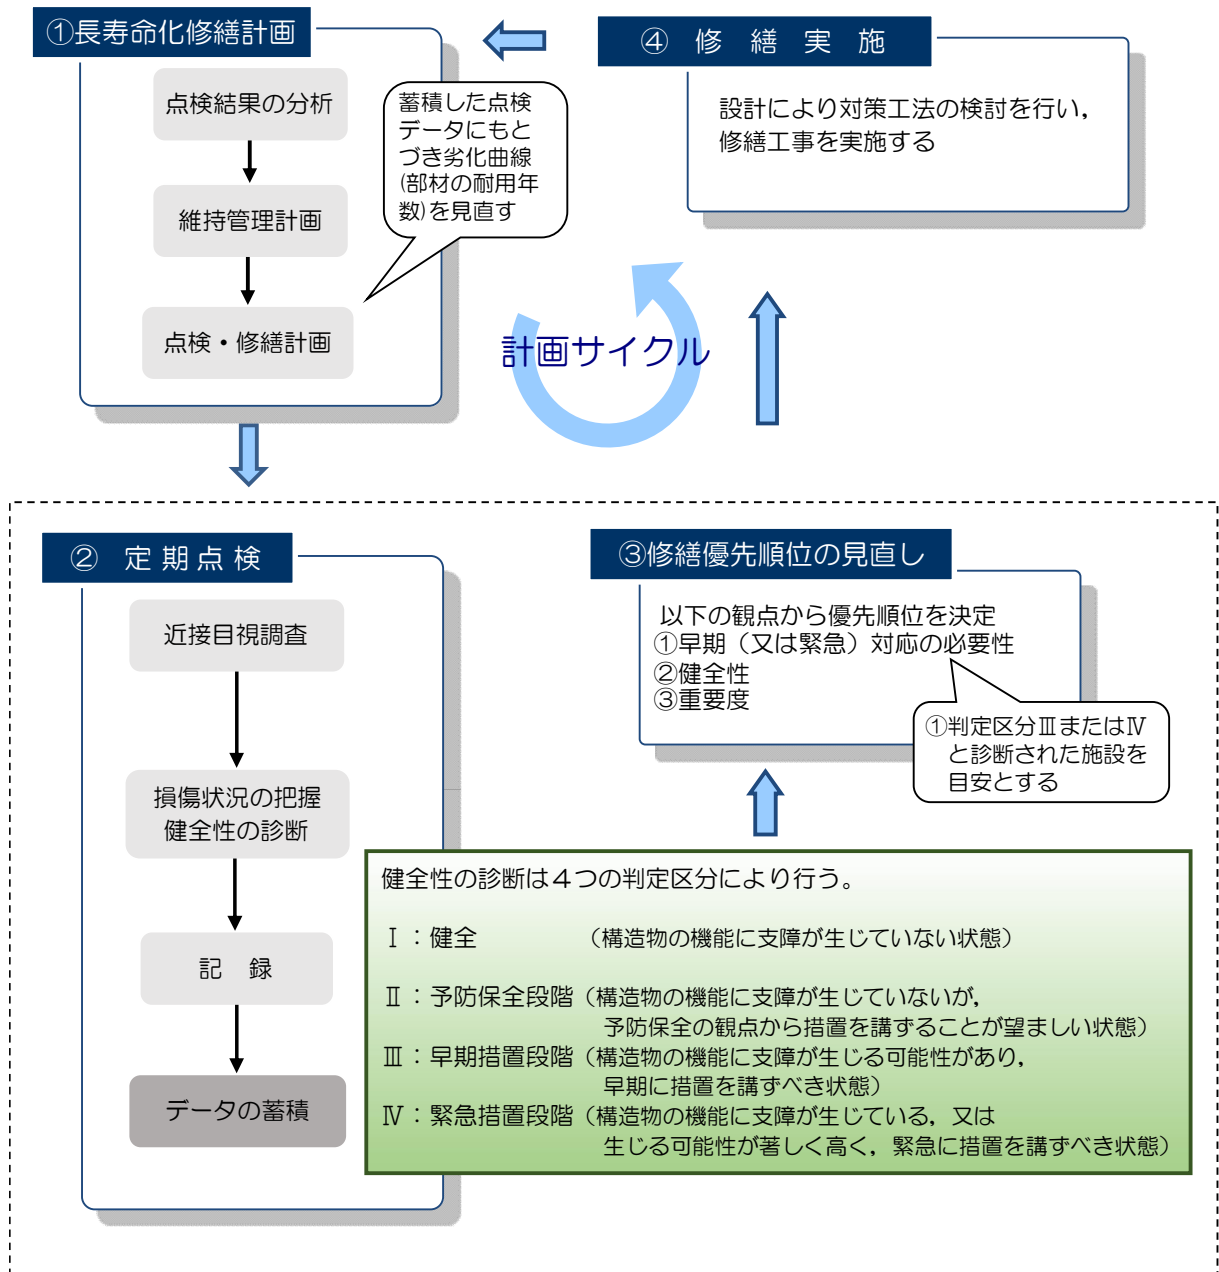 ①長寿命化修繕計画
点検結果の分析
維持管理計画
点検・修繕計画
蓄積した点検
データにもと
づき劣化曲線
(部材の耐用年
数)を見直す
④ 修 繕 実 施
設計により対策工法の検討を行い，
修繕工事を実施する
計画サイクル
② 定 期 点 検
近接目視調査
損傷状況の把握
健全性の診断
記 録
データの蓄積
③修繕優先順位の見直し
以下の観点から優先順位を決定
①早期（又は緊急）対応の必要性
②健全性
③重要度
①判定区分ⅢまたはⅣ
と診断された施設を
目安とする
健全性の診断は４つの判定区分により行う。
Ⅰ：健全 （構造物の機能に支障が生じていない状態）
Ⅱ：予防保全段階（構造物の機能に支障が生じていないが，
予防保全の観点から措置を講ずることが望ましい状態）
Ⅲ：早期措置段階（構造物の機能に支障が生じる可能性があり，
早期に措置を講ずべき状態）
Ⅳ：緊急措置段階（構造物の機能に支障が生じている，又は
生じる可能性が著しく高く，緊急に措置を講ずべき状態）